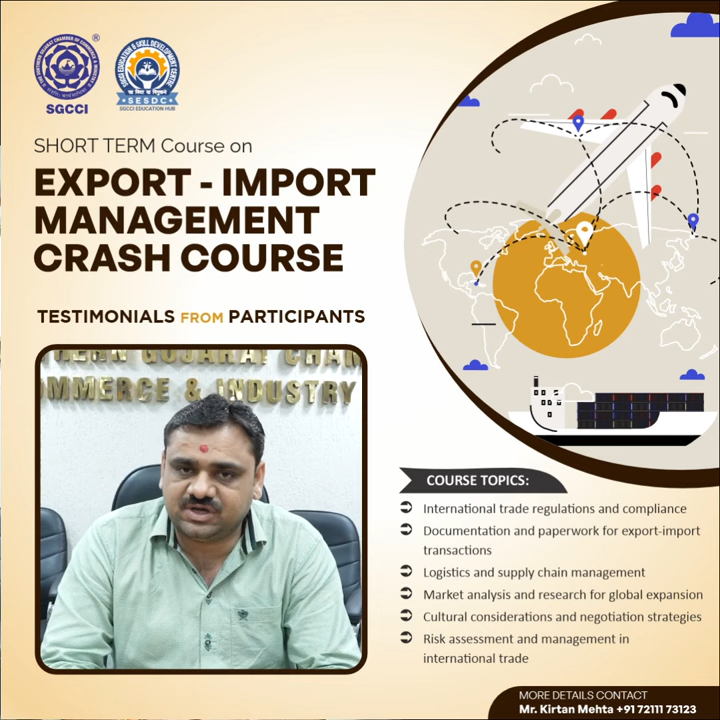 SGCCI
SESDC
SGCCI EDUCATION HUB
SHORT TERM Course on
EXPORT - IMPORT
MANAGEMENT
CRASH COURSE
TESTIMONIALS FROM PARTICIPANTS
COMMERCE & INDUSTRY
COURSE TOPICS:
International trade regulations and compliance
Documentation and paperwork for export-import
transactions
Logistics and supply chain management
Market analysis and research for global expansion
Cultural considerations and negotiation strategies
Risk assessment and management in
international trade
MORE DETAILS CONTACT
Mr. Kirtan Mehta +91 72111 73123